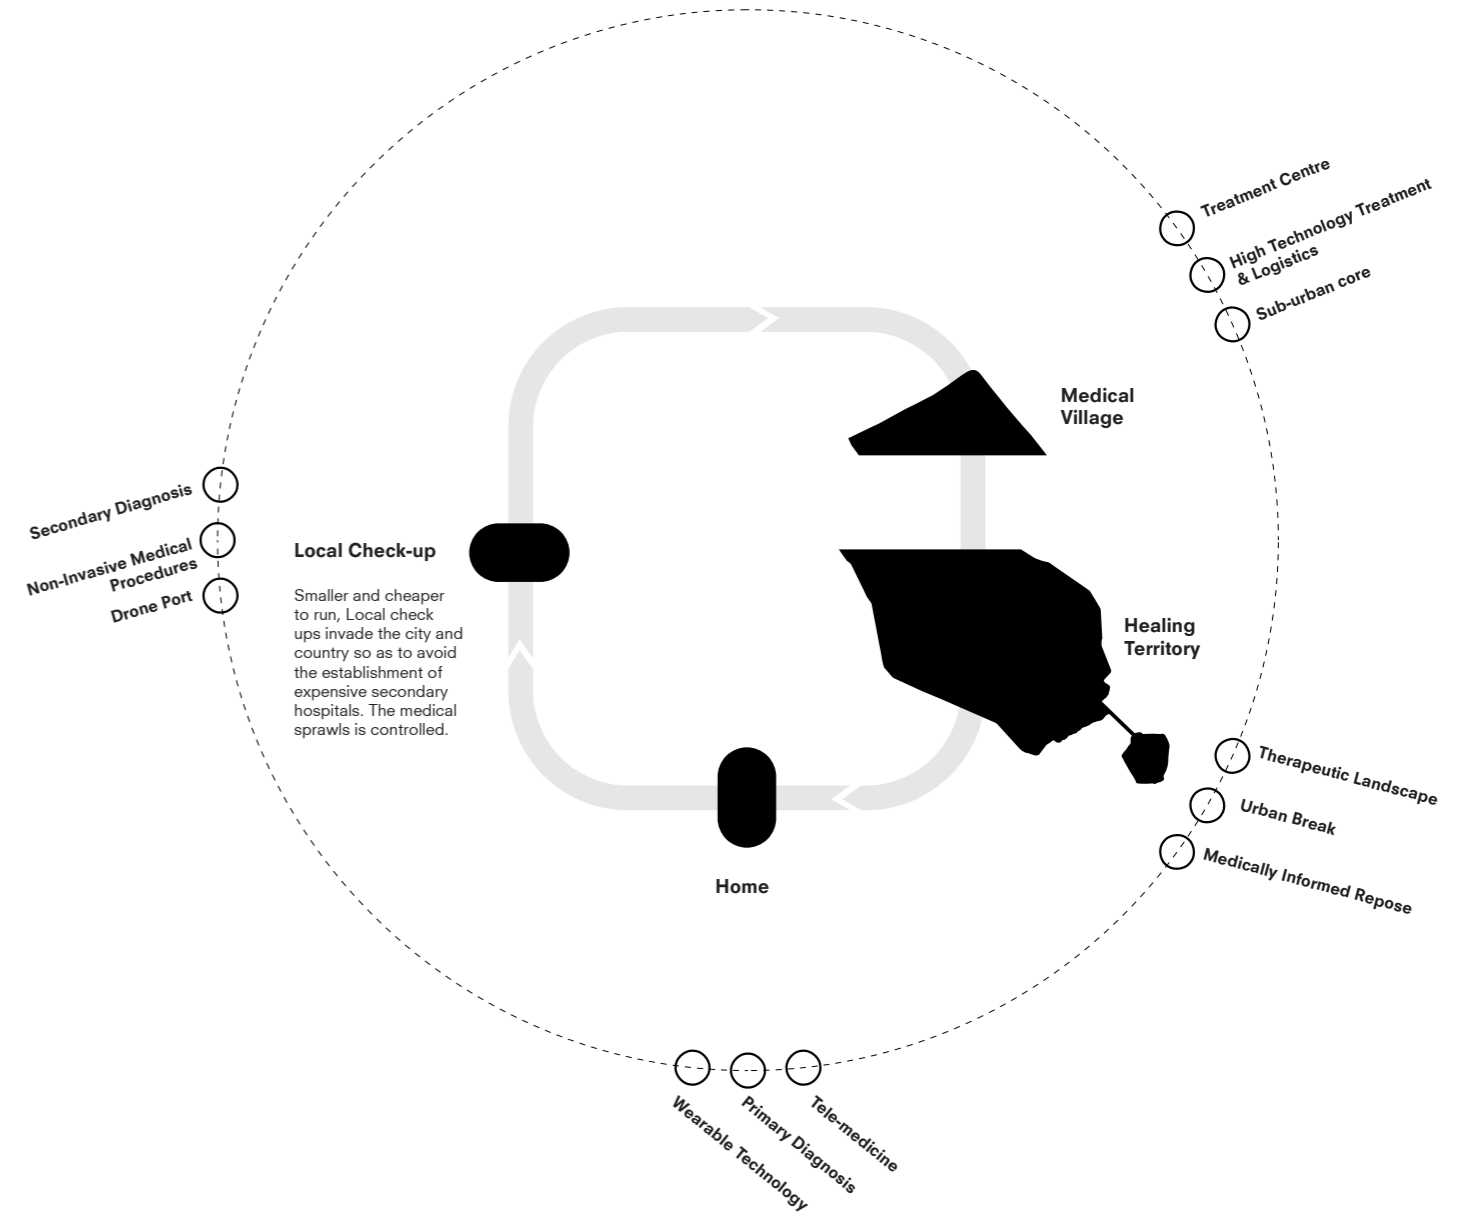 Treatment Centre
High Technology Treatment
& Logistics
Sub-urban core
Medical
Village
Secondary Diagnosis
Non-Invasive Medical
Procedures
Drone Port
Local Check-up
Smaller and cheaper
to run, Local check
ups invade the city and
country so as to avoid
the establishment of
expensive secondary
hospitals. The medical
sprawls is controlled.
Healing
Territory
Therapeutic Landscape
Urban Break
Medically Informed Repose
Home
Wearable Technology
Primary Diagnosis
Tele-medicine